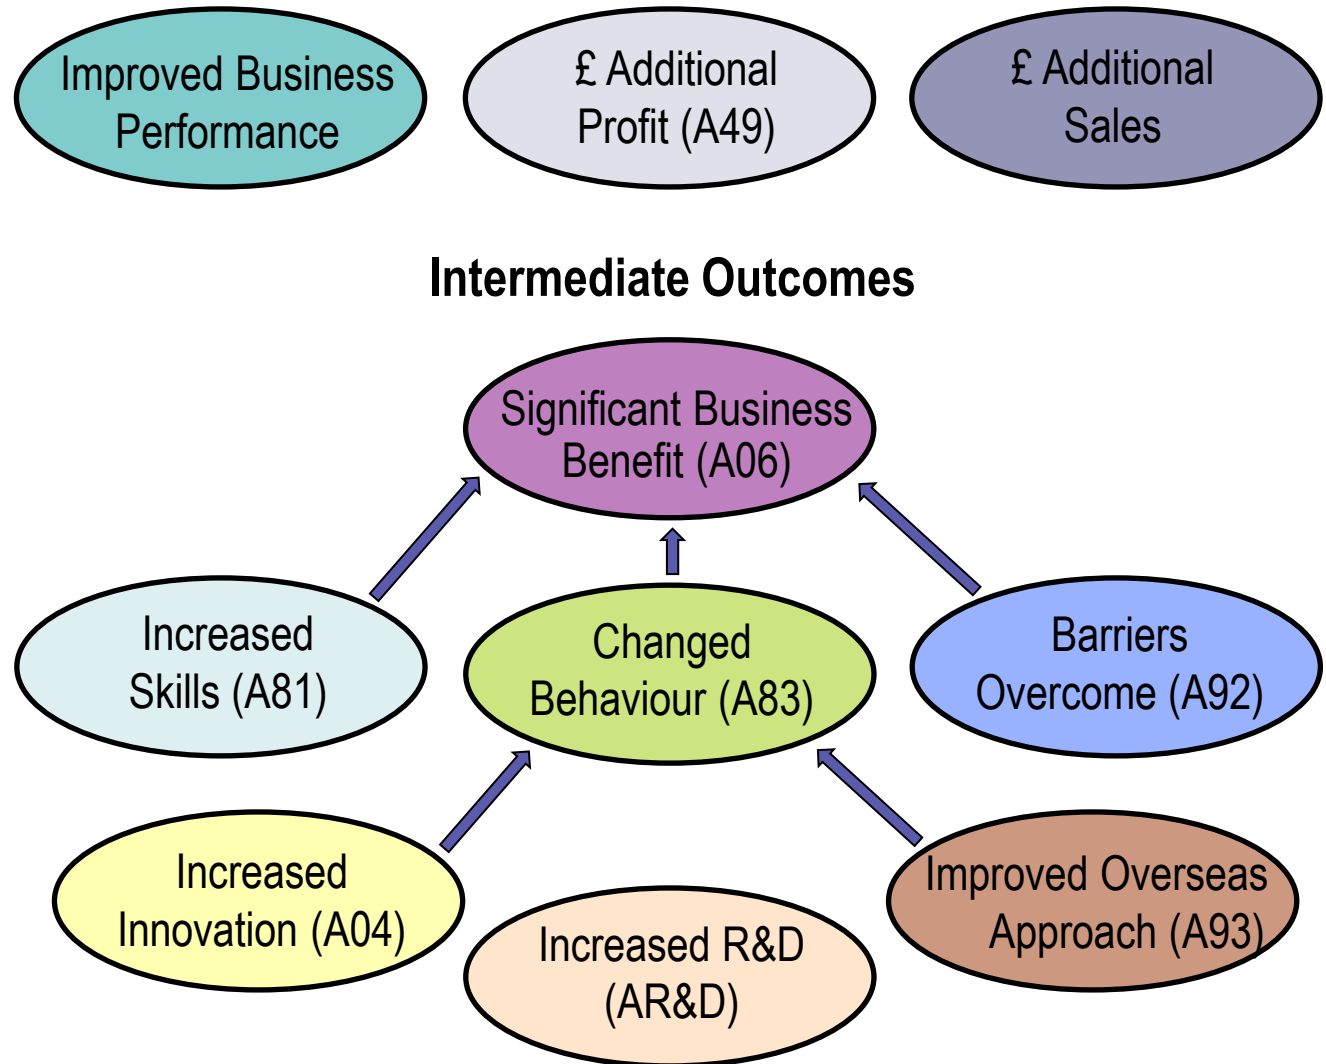 Improved Business
Performance
£ Additional
Profit (A49)
£ Additional
Sales
Intermediate Outcomes
Significant Business
Benefit (A06)
Increased
Skills (A81)
Changed
Behaviour (A83)
Barriers
Overcome (A92)
Increased
Innovation (A04)
Increased R&D
(AR&D)
Improved Overseas
Approach (A93)